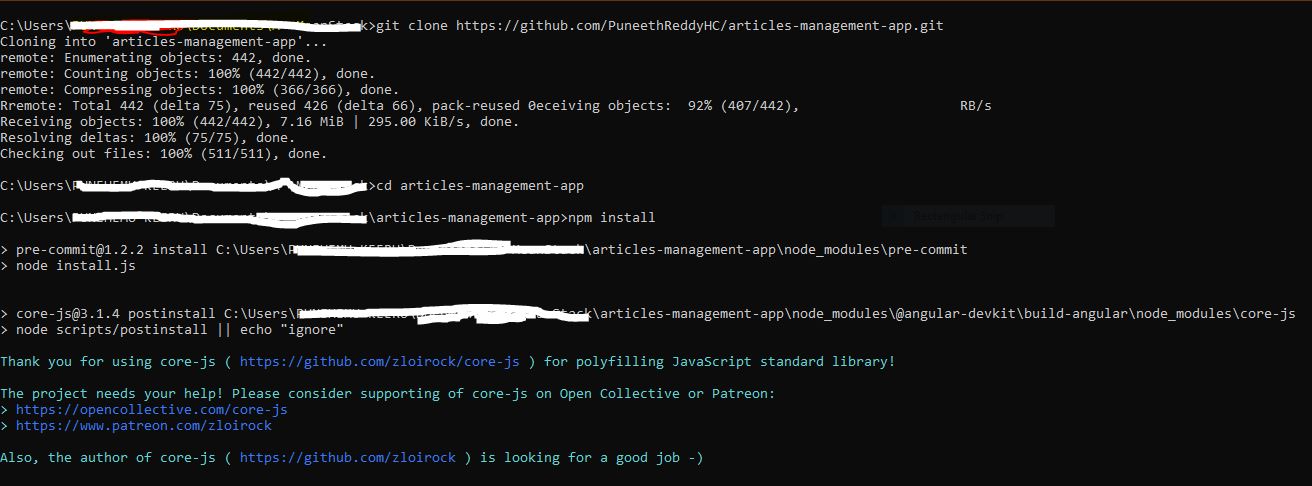 C:\Users\ >git clone https://github.com/PuneethReddyHC/articles-management-app.git
Cloning into 'articles-management-app'...
remote: Enumerating objects: 442, done.
remote: Counting objects: 100% (442/442), done.
remote: Compressing objects: 100% (366/366), done.
Rremote: Total 442 (delta 75), reused 426 (delta 66), pack-reused 0eceiving objects:  92% (407/442), RB/s
Receiving objects: 100% (442/442), 7.16 MiB | 295.00 KiB/s, done.
Resolving deltas: 100% (75/75), done.
Checking out files: 100% (511/511), done.
C:\Users\ >cd articles-management-app
C:\Users\ \articles-management-app>npm install
Rectangular Snip
> pre-commit@1.2.2 install C:\Users\ \articles-management-app\node_modules\pre-commit
> node install.js
> core-js@3.1.4 postinstall C:\Users\ \articles-management-app\node_modules\@angular-devkit\build-angular\node_modules\core-js
> node scripts/postinstall || echo "ignore"
Thank you for using core-js ( https://github.com/zloirock/core-js ) for polyfilling JavaScript standard library!
The project needs your help! Please consider supporting of core-js on Open Collective or Patreon:
> https://opencollective.com/core-js
> https://www.patreon.com/zloirock
Also, the author of core-js ( https://github.com/zloirock ) is looking for a good job -)